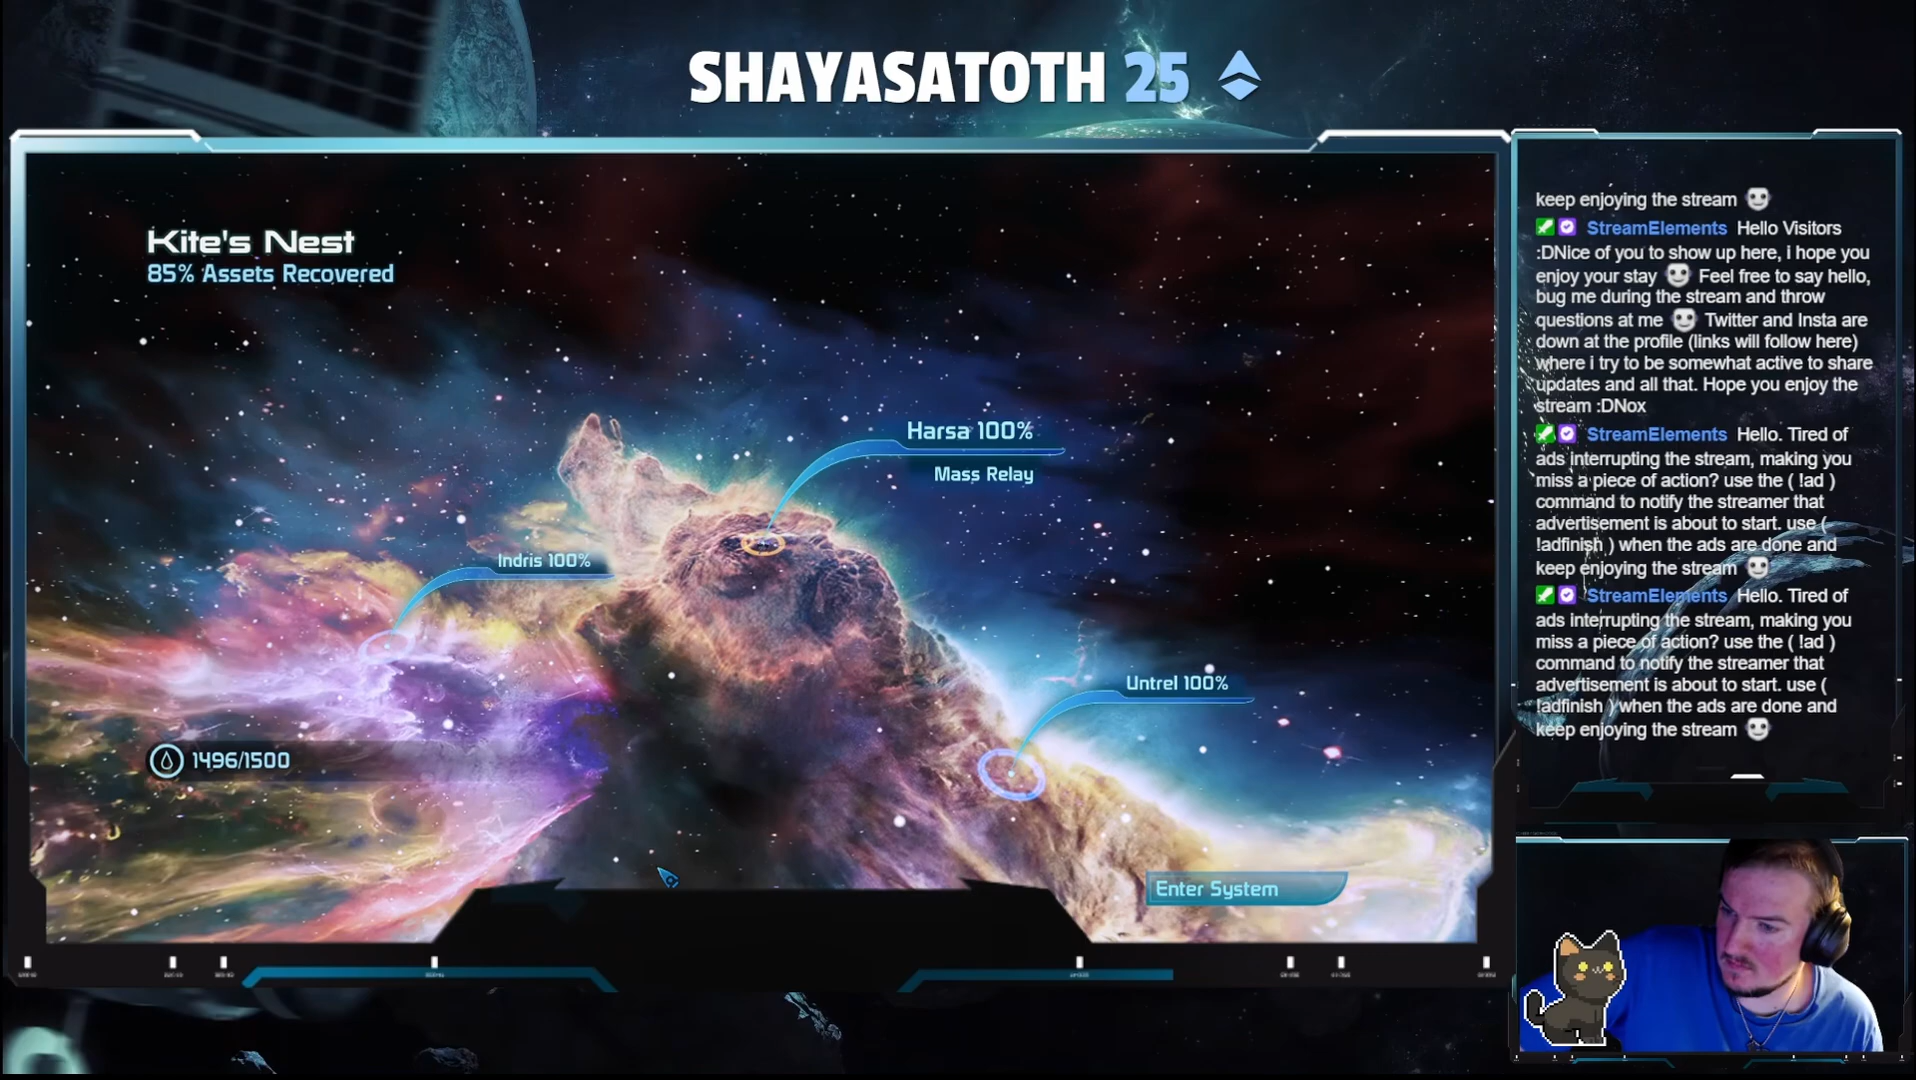 SHAYASATOTH 25
Kite's Nest
85% Assets Recovered
Harsa 100%
Mass Relay
Indris 100%
Untrel 100%
1496/1500
Enter System
keep enjoying the stream
StreamElements Hello Visitors
:DNice of you to show up here, i hope you
enjoy your stay Feel free to say hello,
bug me during the stream and throw
questions at me Twitter and Insta are
down at the profile (links will follow here)
where i try to be somewhat active to share
updates and all that. Hope you enjoy the
stream :DNox
StreamElements Hello. Tired of
ads interrupting the stream, making you
miss a piece of action? use the ( !ad )
command to notify the streamer that
advertisement is about to start. use (
!adfinish ) when the ads are done and
keep enjoying the stream
StreamElements Hello. Tired of
ads interrupting the stream, making you
miss a piece of action? use the ( !ad )
command to notify the streamer that
advertisement is about to start. use (
!adfinish ) when the ads are done and
keep enjoying the stream